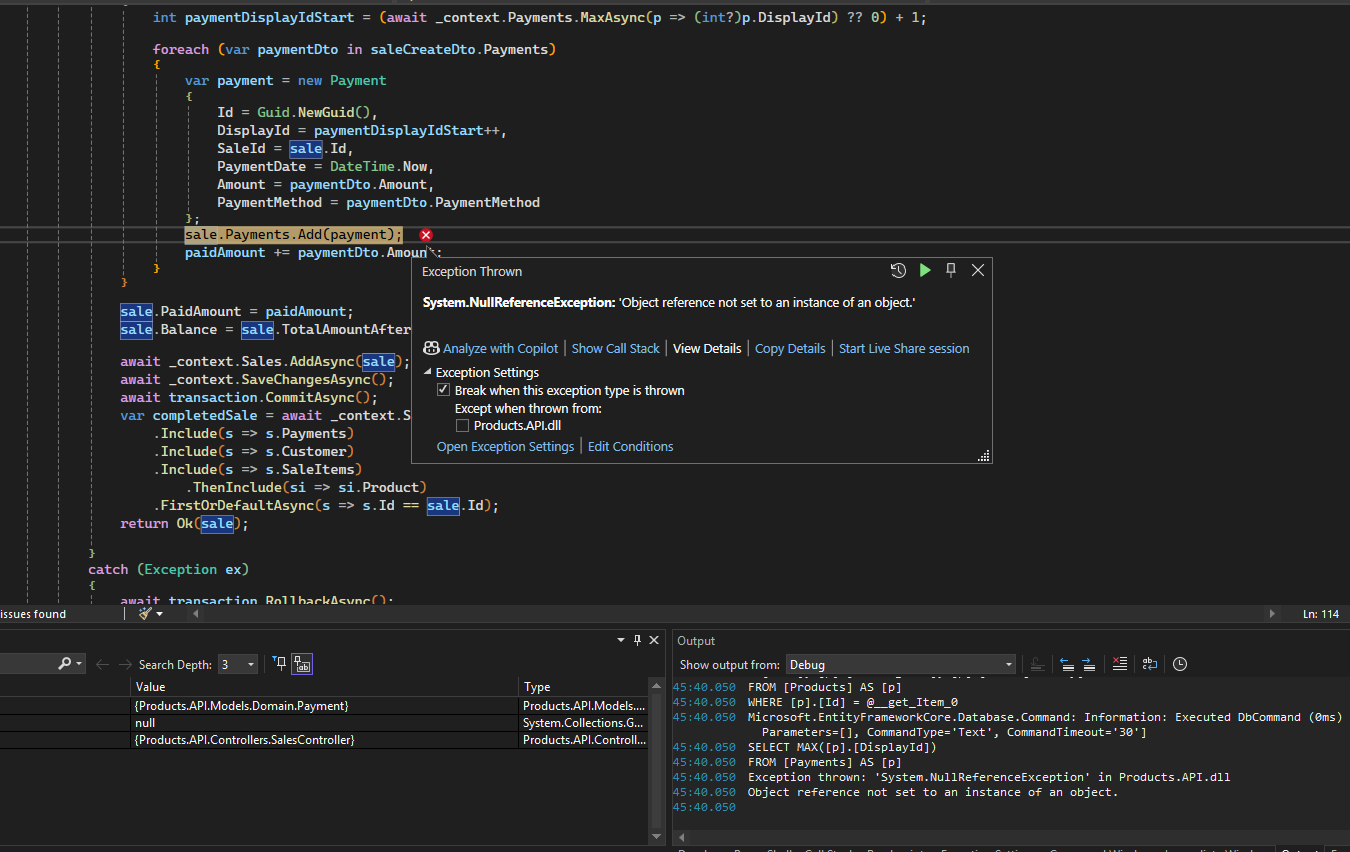 int paymentDisplayIdStart = (await _context.Payments.MaxAsync(p => (int?)p.DisplayId) ?? 0) + 1;
foreach (var paymentDto in saleCreateDto.Payments)
{
var payment = new Payment
{
Id = Guid.NewGuid(),
DisplayId = paymentDisplayIdStart++,
SaleId = sale.Id,
PaymentDate = DateTime.Now,
Amount = paymentDto.Amount,
PaymentMethod = paymentDto.PaymentMethod
};
sale.Payments.Add(payment);
paidAmount += paymentDto.Amount;
}
}
Exception Thrown
System.NullReferenceException: 'Object reference not set to an instance of an object.'
Analyze with Copilot | Show Call Stack | View Details | Copy Details | Start Live Share session
Exception Settings
Break when this exception type is thrown
Except when thrown from:
Products.API.dll
Open Exception Settings | Edit Conditions
sale.PaidAmount = paidAmount;
sale.Balance = sale.TotalAmountAfter
await _context.Sales.AddAsync(sale);
await _context.SaveChangesAsync();
await transaction.CommitAsync();
var completedSale = await _context.S
.Include(s => s.Payments)
.Include(s => s.Customer)
.Include(s => s.SaleItems)
.ThenInclude(si => si.Product)
.FirstOrDefaultAsync(s => s.Id == sale.Id);
return Ok(sale);
}
catch (Exception ex)
{
await transaction.RollbackAsync();
issues found
Ln: 114
Search Depth: 3
Value Type
{Products.API.Models.Domain.Payment} Products.API.Models....
null System.Collections.G...
{Products.API.Controllers.SalesController} Products.API.Controll...
Output
Show output from: Debug
45:40.050 FROM [Products] AS [p]
45:40.050 WHERE [p].[Id] = @__get_Item_0
45:40.050 Microsoft.EntityFrameworkCore.Database.Command: Information: Executed DbCommand (0ms)
Parameters=[], CommandType='Text', CommandTimeout='30']
45:40.050 SELECT MAX([p].[DisplayId])
45:40.050 FROM [Payments] AS [p]
45:40.050 Exception thrown: 'System.NullReferenceException' in Products.API.dll
45:40.050 Object reference not set to an instance of an object.
45:40.050